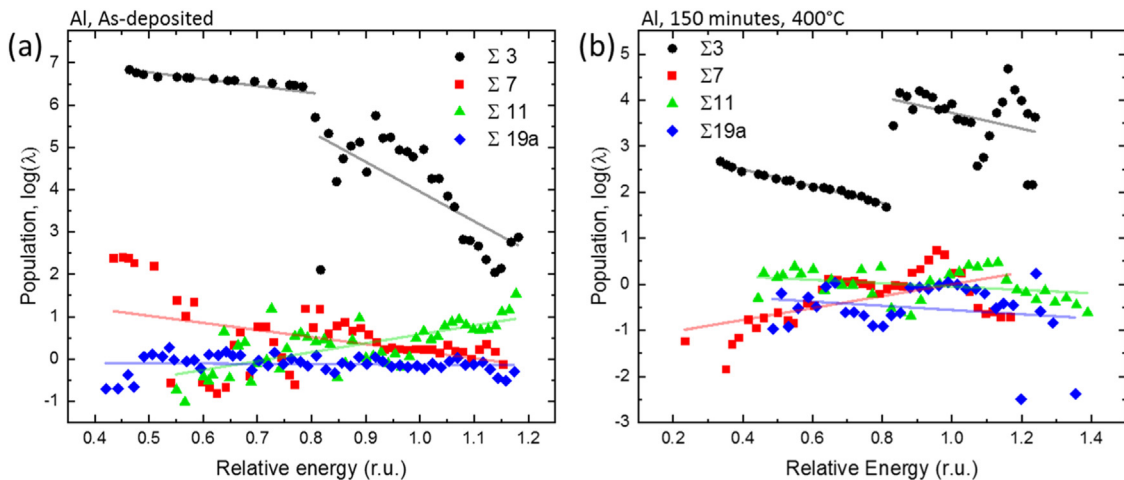 Al, As-deposited
(a)
7
6
5
4
3
2
1
0
-1
Population, log(λ)
Σ 3
Σ 7
Σ 11
Σ 19a
0.4 0.5 0.6 0.7 0.8 0.9 1.0 1.1 1.2
Relative energy (r.u.)
Al, 150 minutes, 400°C
(b)
5
4
3
2
1
0
-1
-2
-3
Population, log(λ)
Σ3
Σ7
Σ11
Σ19a
0.2 0.4 0.6 0.8 1.0 1.2 1.4
Relative Energy (r.u.)